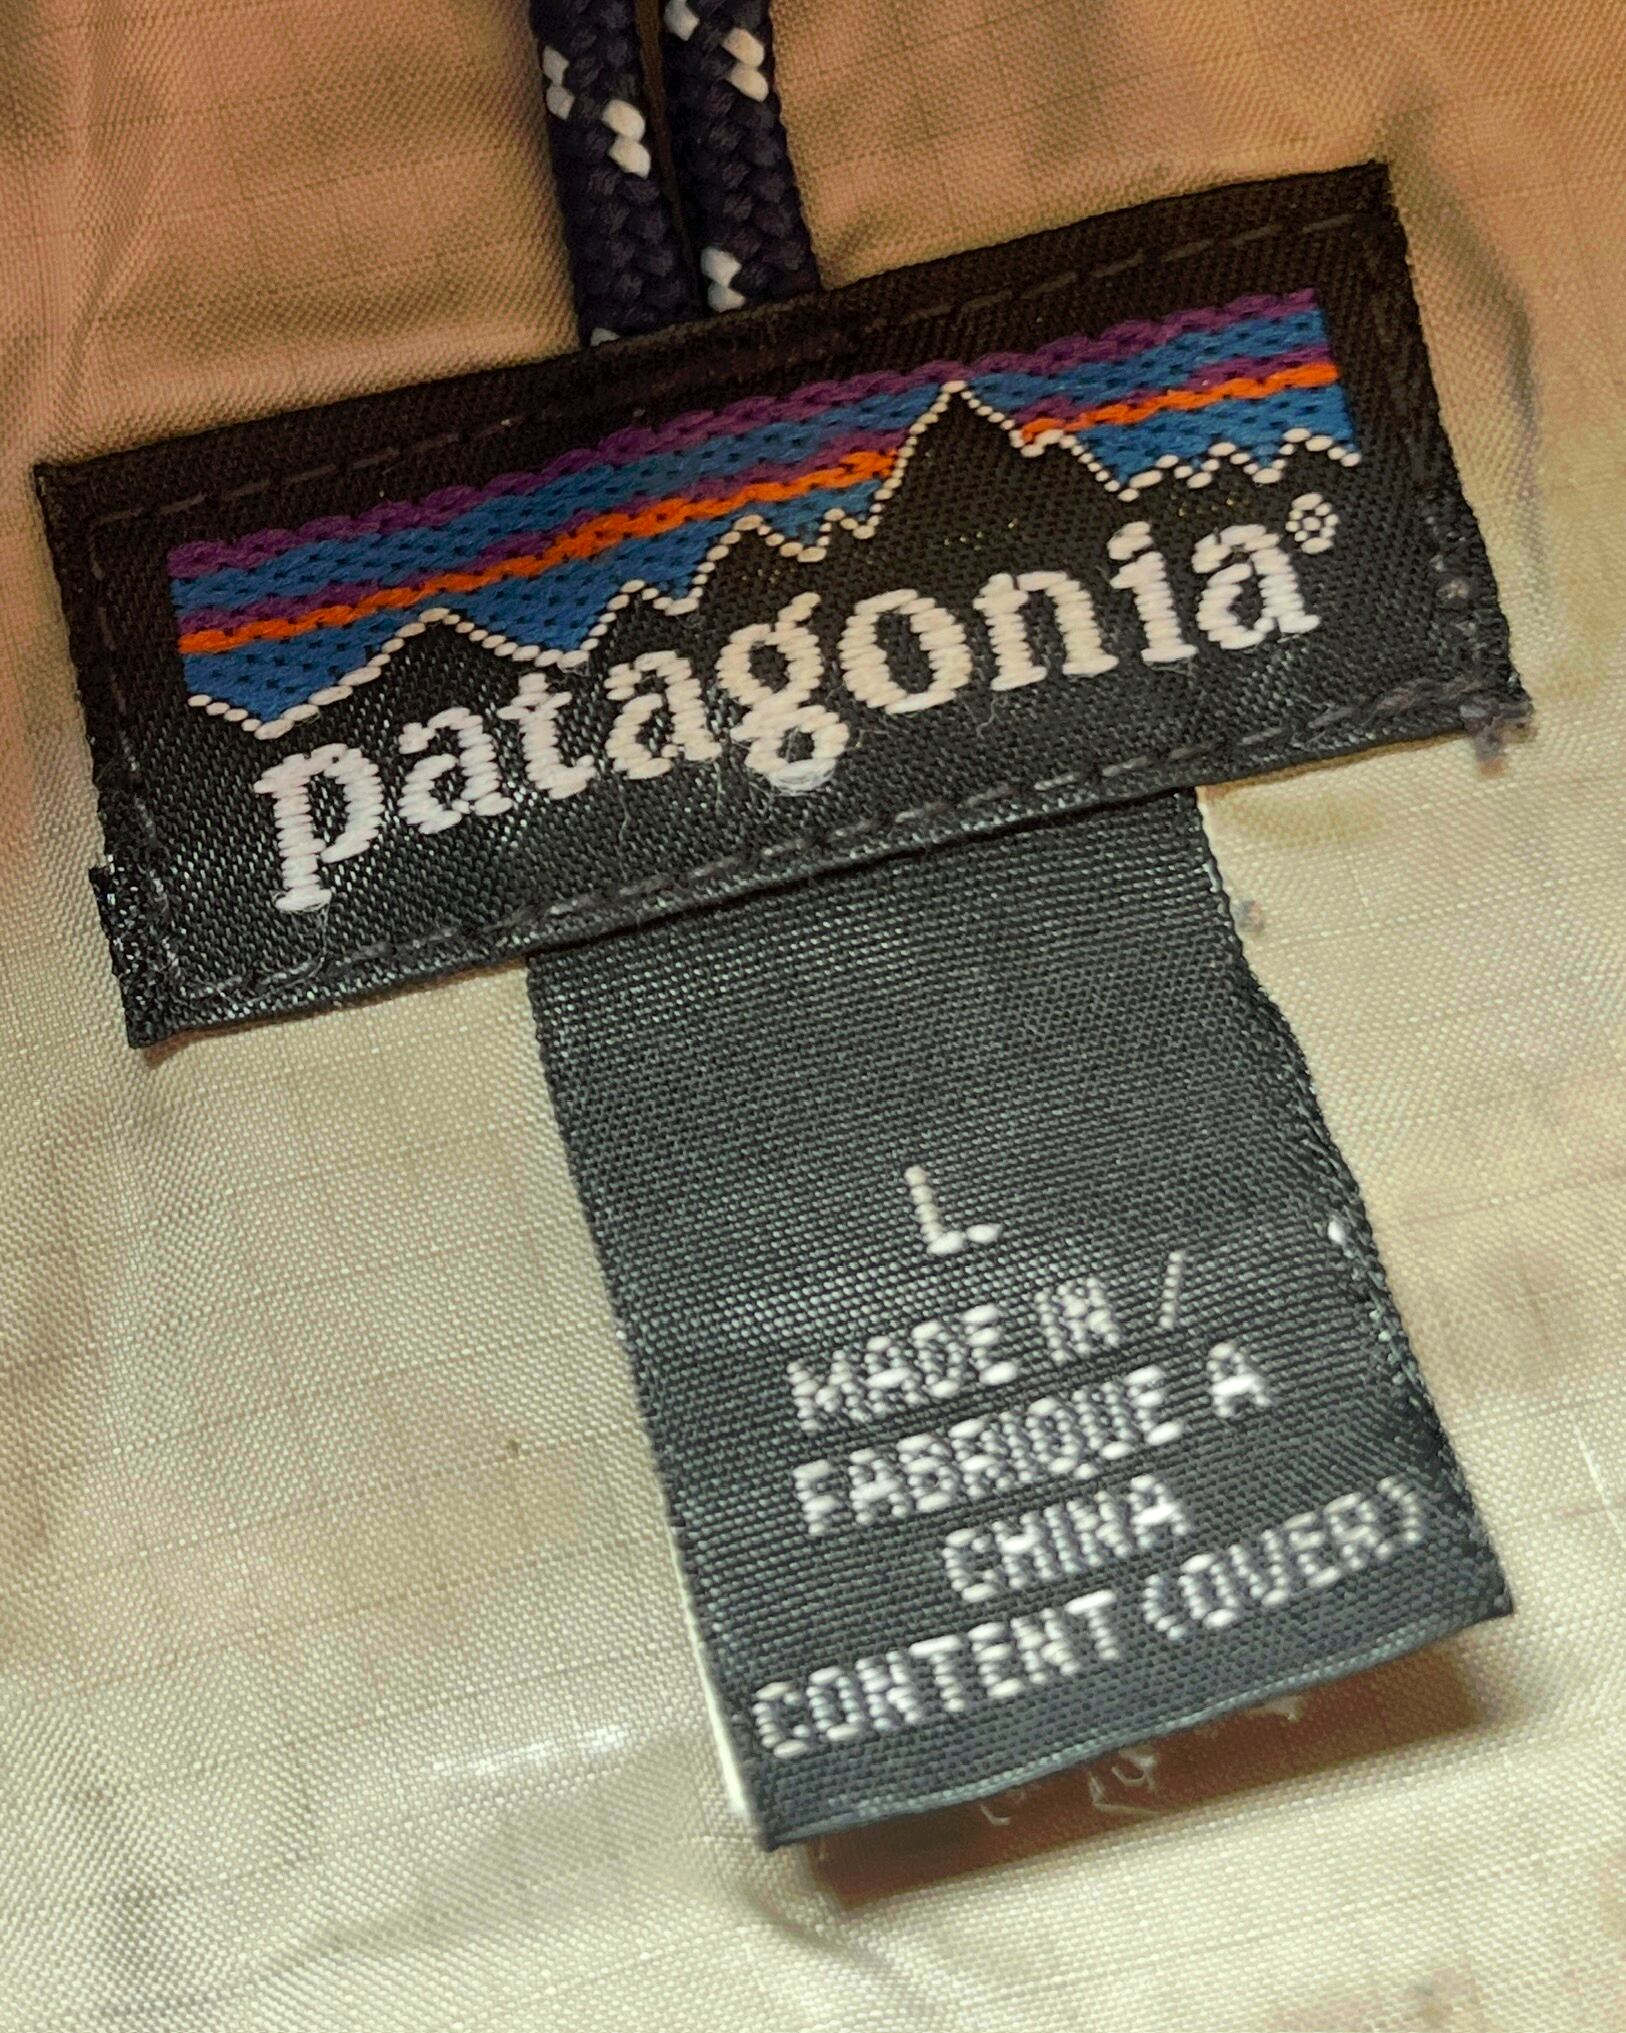 patagonia®
L
MADE IN /
FABRIQUE A
CHINA
CONTENT (OVER)